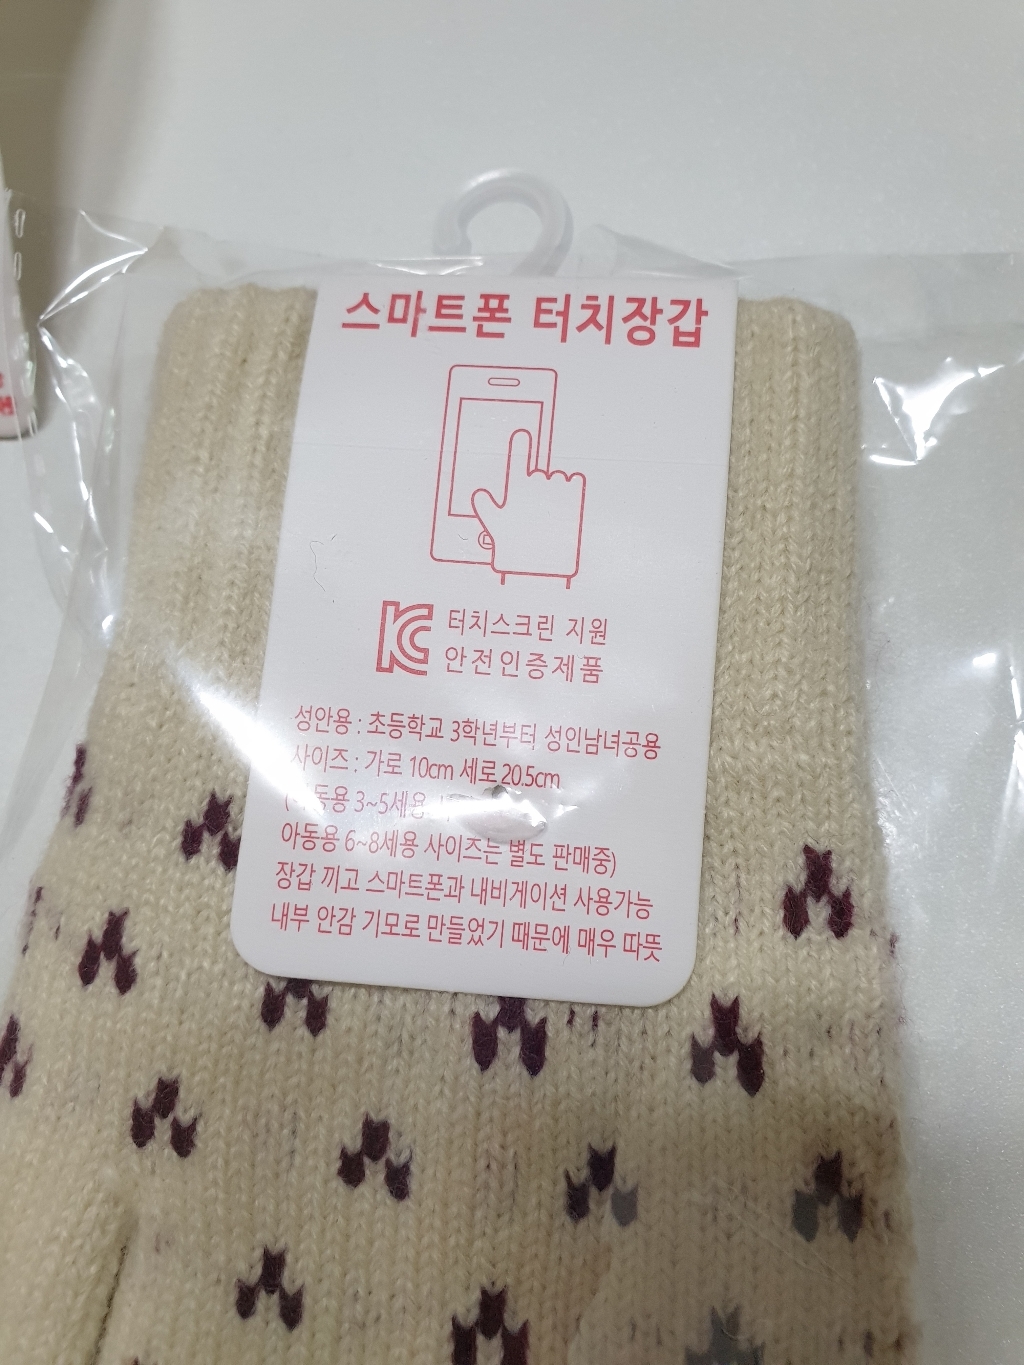 스마트폰 터치장갑
KC 터치스크린 지원
안전인증제품
성안용 : 초등학교 3학년부터 성인남녀공용
사이즈 : 가로 10cm 세로 20.5cm
3~5세용
아동용 6~8세용 사이즈는 별도 판매중)
장갑 끼고 스마트폰과 내비게이션 사용가능
내부 안감 기모로 만들었기 때문에 매우 따뜻